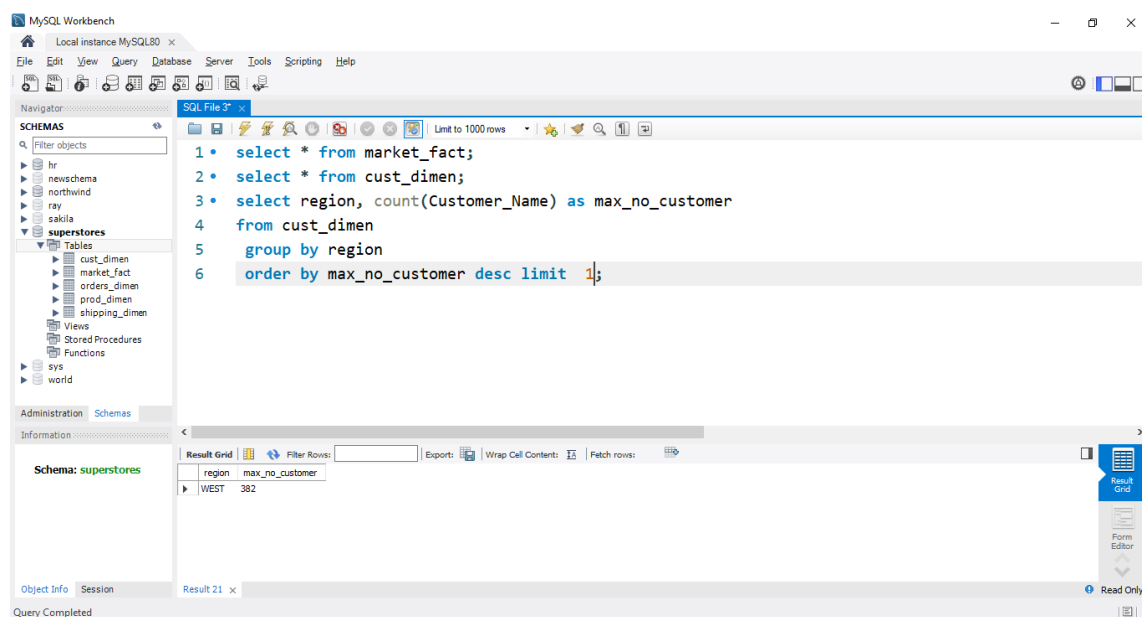 MySQL Workbench
Local instance MySQL80 ×
File Edit View Query Database Server Tools Scripting Help
Navigator
SQL File 3* ×
SCHEMAS
Limit to 1000 rows
Filter objects
hr
newschema
northwind
ray
sakila
superstores
Tables
cust_dimen
market_fact
orders_dimen
prod_dimen
shipping_dimen
Views
Stored Procedures
Functions
sys
world
1 select * from market_fact;
2 select * from cust_dimen;
3 select region, count(Customer_Name) as max_no_customer
4 from cust_dimen
5 group by region
6 order by max_no_customer desc limit 1;
Administration Schemas
Information
Schema: superstores
Result Grid Filter Rows: Export: Wrap Cell Content: Fetch rows:
region max_no_customer
WEST 382
Result Grid
Form Editor
Object Info Session
Result 21 ×
Read Only
Query Completed